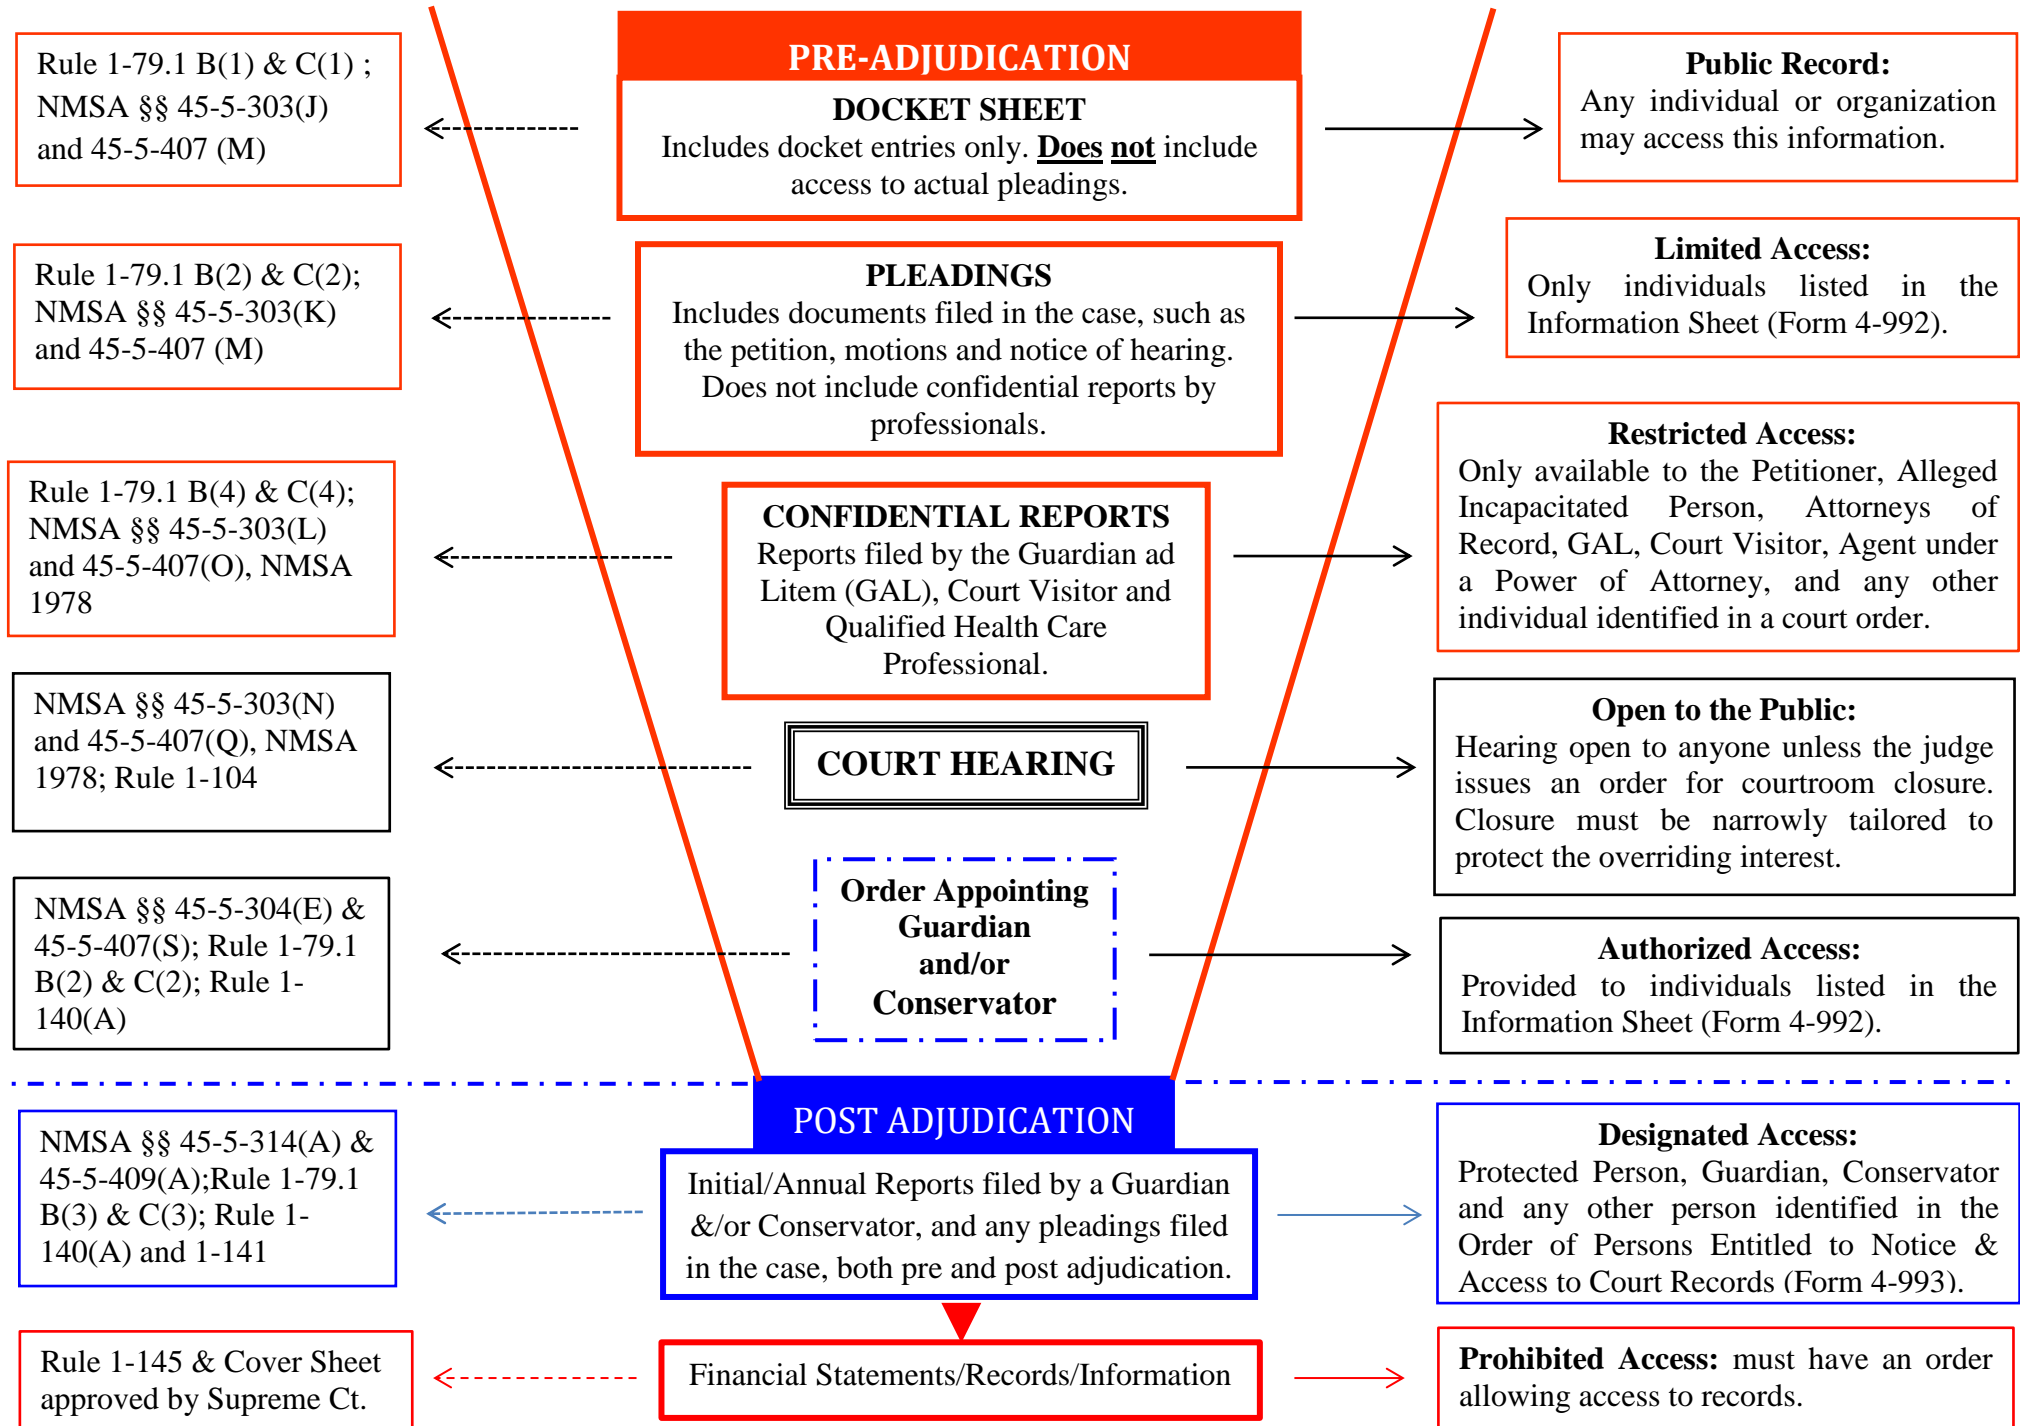 PRE-ADJUDICATION
Rule 1-79.1 B(1) & C(1) ;
NMSA §§ 45-5-303(J)
and 45-5-407 (M)
DOCKET SHEET
Includes docket entries only. Does not include
access to actual pleadings.
Public Record:
Any individual or organization
may access this information.
Rule 1-79.1 B(2) & C(2);
NMSA §§ 45-5-303(K)
and 45-5-407 (M)
PLEADINGS
Includes documents filed in the case, such as
the petition, motions and notice of hearing.
Does not include confidential reports by
professionals.
Limited Access:
Only individuals listed in the
Information Sheet (Form 4-992).
Rule 1-79.1 B(4) & C(4);
NMSA §§ 45-5-303(L)
and 45-5-407(O), NMSA
1978
CONFIDENTIAL REPORTS
Reports filed by the Guardian ad
Litem (GAL), Court Visitor and
Qualified Health Care
Professional.
Restricted Access:
Only available to the Petitioner, Alleged
Incapacitated Person, Attorneys of
Record, GAL, Court Visitor, Agent under
a Power of Attorney, and any other
individual identified in a court order.
NMSA §§ 45-5-303(N)
and 45-5-407(Q), NMSA
1978; Rule 1-104
COURT HEARING
Open to the Public:
Hearing open to anyone unless the judge
issues an order for courtroom closure.
Closure must be narrowly tailored to
protect the overriding interest.
NMSA §§ 45-5-304(E) &
45-5-407(S); Rule 1-79.1
B(2) & C(2); Rule 1-
140(A)
Order Appointing
Guardian
and/or
Conservator
Authorized Access:
Provided to individuals listed in the
Information Sheet (Form 4-992).
POST ADJUDICATION
NMSA §§ 45-5-314(A) &
45-5-409(A);Rule 1-79.1
B(3) & C(3); Rule 1-
140(A) and 1-141
Initial/Annual Reports filed by a Guardian
&/or Conservator, and any pleadings filed
in the case, both pre and post adjudication.
Designated Access:
Protected Person, Guardian, Conservator
and any other person identified in the
Order of Persons Entitled to Notice &
Access to Court Records (Form 4-993).
Rule 1-145 & Cover Sheet
approved by Supreme Ct.
Financial Statements/Records/Information
Prohibited Access: must have an order
allowing access to records.